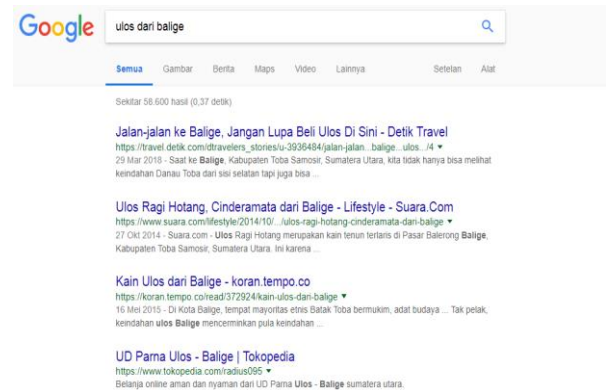 Google
ulos dari balige
Semua Gambar Berita Maps Video Lainnya Setelan Alat
Sekitar 58.600 hasil (0,37 detik)
Jalan-jalan ke Balige, Jangan Lupa Beli Ulos Di Sini - Detik Travel
https://travel.detik.com/dtravelers_stories/u-3936484/jalan-jalan...balige...ulos.../4 ▼
29 Mar 2018 - Saat ke Balige, Kabupaten Toba Samosir, Sumatera Utara, kita tidak hanya bisa melihat
keindahan Danau Toba dari sisi selatan tapi juga bisa ...
Ulos Ragi Hotang, Cinderamata dari Balige - Lifestyle - Suara.Com
https://www.suara.com/lifestyle/2014/10/.../ulos-ragi-hotang-cinderamata-dari-balige ▼
27 Okt 2014 - Suara.com - Ulos Ragi Hotang merupakan kain tenun terlaris di Pasar Balerong Balige,
Kabupaten Toba Samosir, Sumatera Utara. Ini karena ...
Kain Ulos dari Balige - koran.tempo.co
https://koran.tempo.co/read/372924/kain-ulos-dari-balige ▼
16 Mei 2015 - Di Kota Balige, tempat mayoritas etnis Batak Toba bermukim, adat budaya ... Tak pelak,
keindahan ulos Balige mencerminkan pula keindahan ...
UD Parna Ulos - Balige | Tokopedia
https://www.tokopedia.com/radius095 ▼
Belanja online aman dan nyaman dari UD Parna Ulos - Balige sumatera utara.